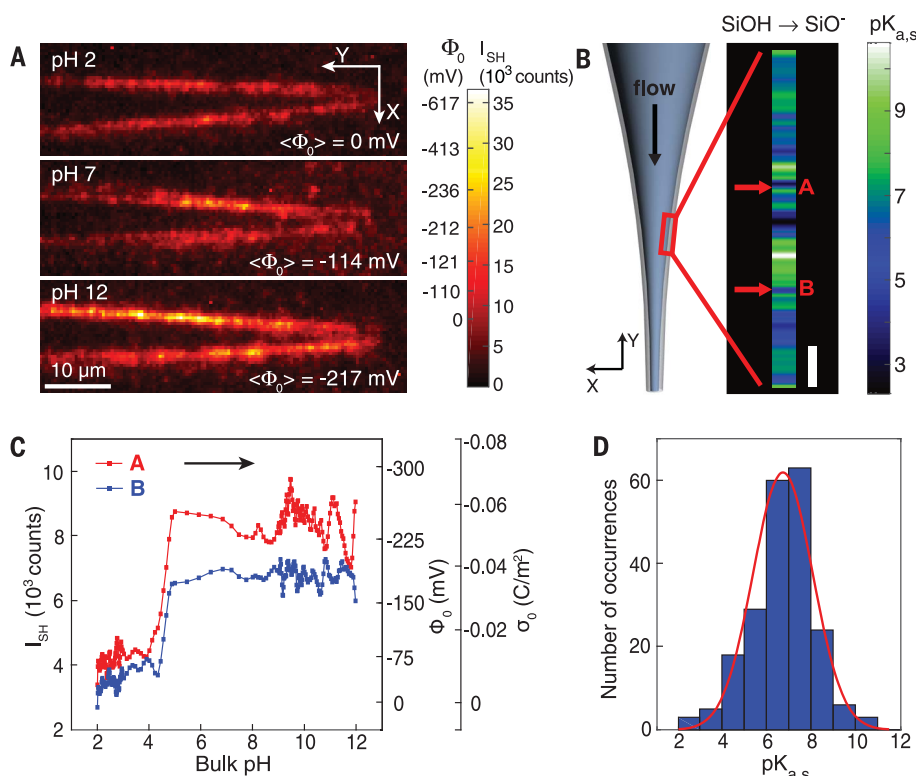 A
pH 2
Y
X
<Φ₀> = 0 mV
pH 7
<Φ₀> = -114 mV
pH 12
10 µm
<Φ₀> = -217 mV
Φ₀ I_SH
(mV) (10³ counts)
-617
-413
-236
-212
-121
-110
0
35
30
25
20
15
10
5
0
B
SiOH → SiO⁻ pK_a,s
flow
Y
X
A
B
9
7
5
3
C
A
B
I_SH (10³ counts)
10
8
6
4
2
2 4 6 8 10 12
Bulk pH
-300
-225
-150
-75
0
Φ₀ (mV)
-0.08
-0.06
-0.04
-0.02
0
σ₀ (C/m²)
D
Number of occurrences
60
40
20
0
2 4 6 8 10 12
pK_a,s